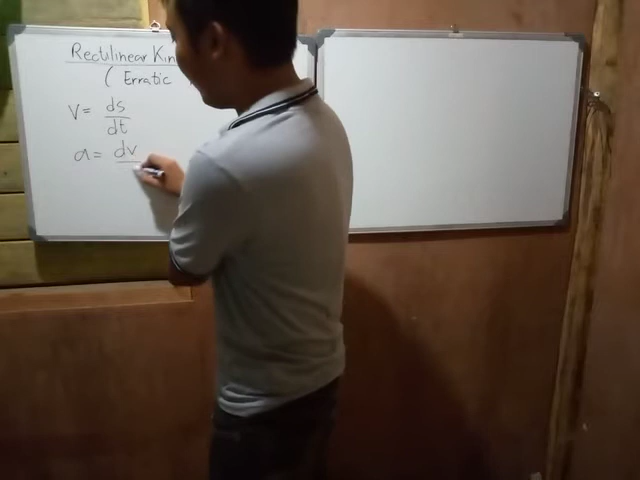 Rectilinear Kin
( Erratic
V = ds
dt
a = dv